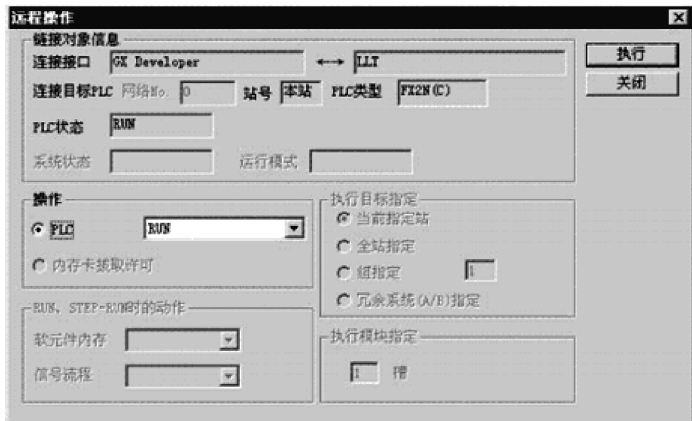 远程操作
链接对象信息
连接接口 GX Developer ←→ LLT
连接目标PLC 网络No. 0 站号 本站 PLC类型 FX2N(C)
PLC状态 RUN
系统状态 运行模式
执行
关闭
操作
PLC RUN
内存卡拔取许可
RUN、STEP-RUN时的动作
软元件内存
信号流程
执行目标指定
当前指定站
全站指定
组指定 1
冗余系统(A/B)指定
执行模块指定
1 槽